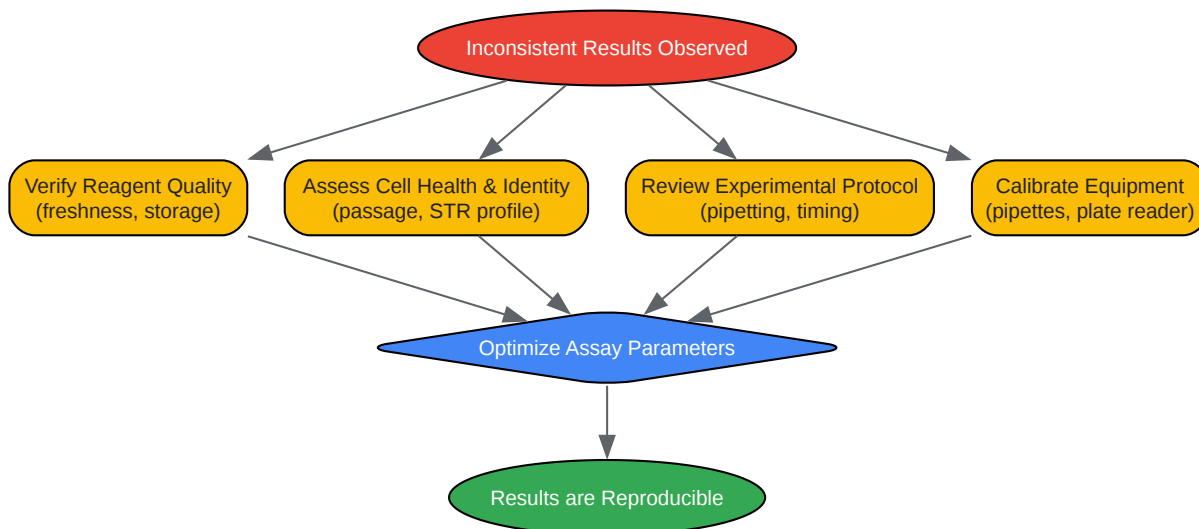 Inconsistent Results Observed
Verify Reagent Quality
(freshness, storage)
Assess Cell Health & Identity
(passage, STR profile)
Review Experimental Protocol
(pipetting, timing)
Calibrate Equipment
(pipettes, plate reader)
Optimize Assay Parameters
Results are Reproducible